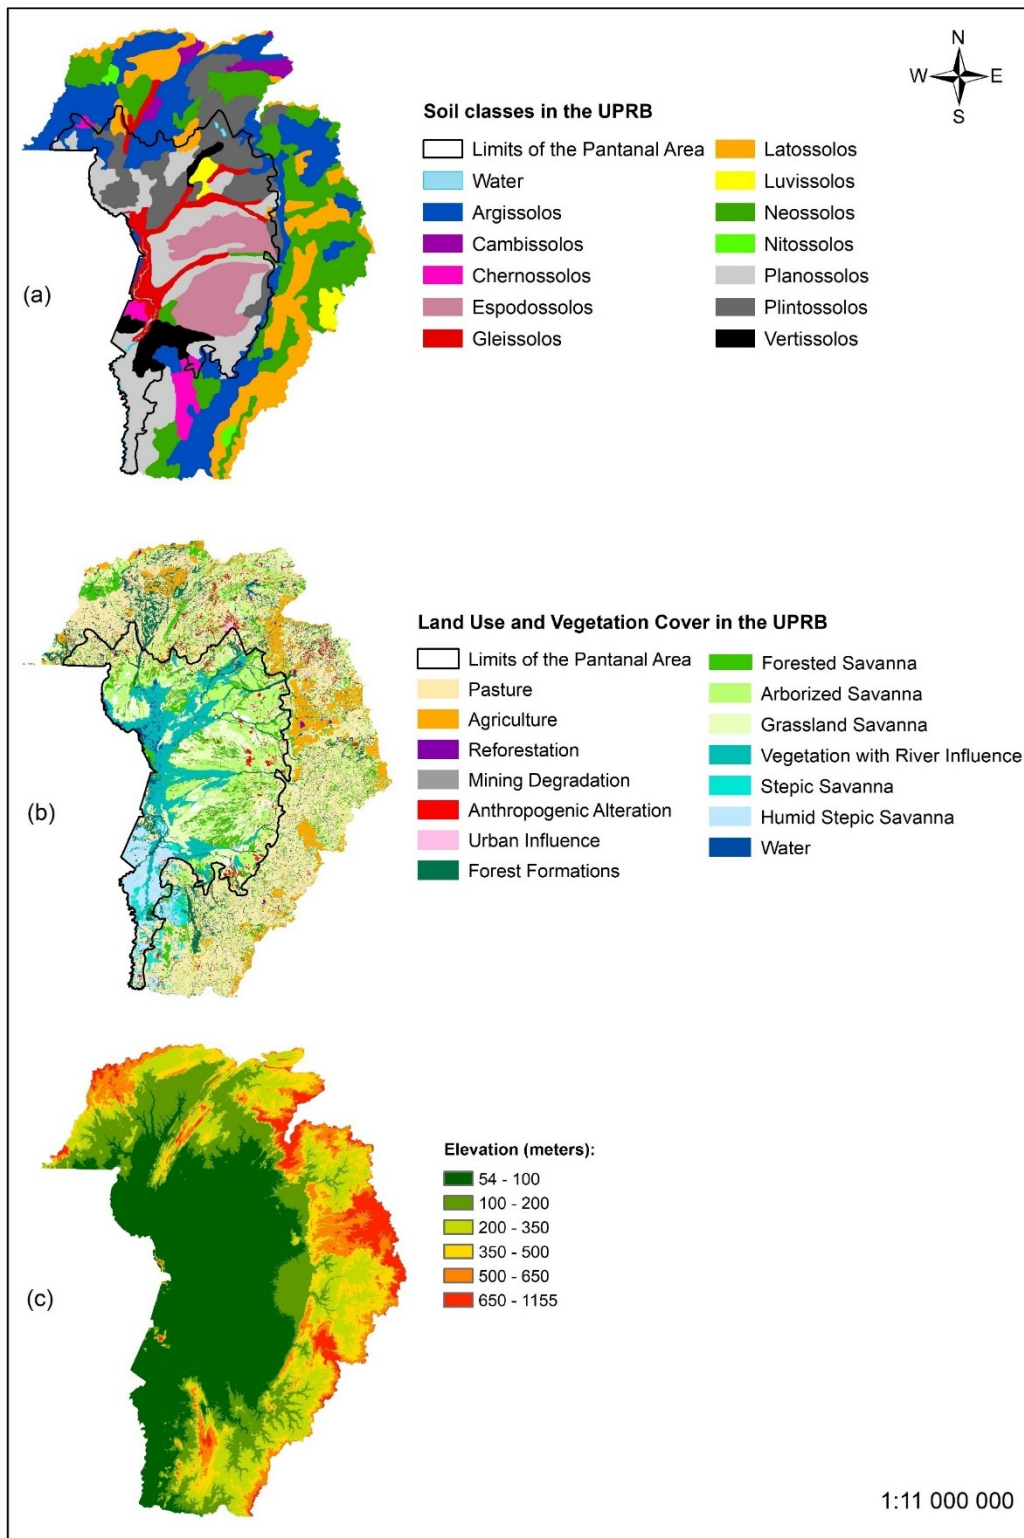 N
W E
S
Soil classes in the UPRB
Limits of the Pantanal Area
Water
Argissolos
Cambissolos
Chernossolos
Espodossolos
Gleissolos
Latossolos
Luvissolos
Neossolos
Nitossolos
Planossolos
Plintossolos
Vertissolos
(a)
Land Use and Vegetation Cover in the UPRB
Limits of the Pantanal Area
Pasture
Agriculture
Reforestation
Mining Degradation
Anthropogenic Alteration
Urban Influence
Forest Formations
Forested Savanna
Arborized Savanna
Grassland Savanna
Vegetation with River Influence
Stepic Savanna
Humid Stepic Savanna
Water
(b)
Elevation (meters):
54 - 100
100 - 200
200 - 350
350 - 500
500 - 650
650 - 1155
(c)
1:11 000 000